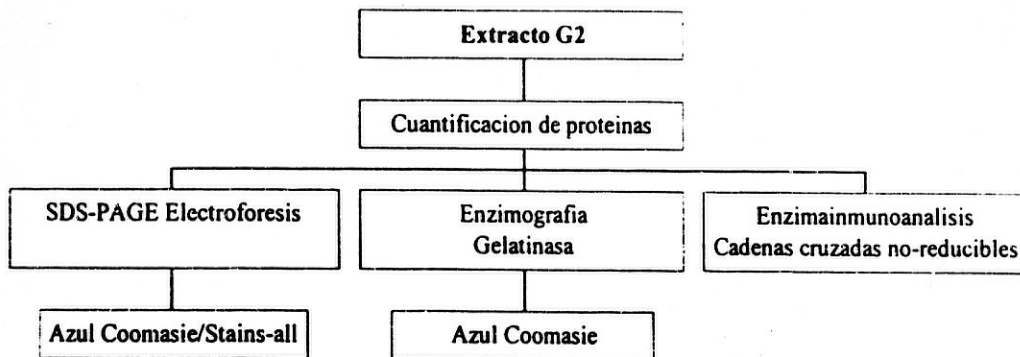 Extracto G2
Cuantificacion de proteinas
SDS-PAGE Electroforesis
Enzimografia
Gelatinasa
Enzimainmunoanalisis
Cadenas cruzadas no-reducibles
Azul Coomasie/Stains-all
Azul Coomasie